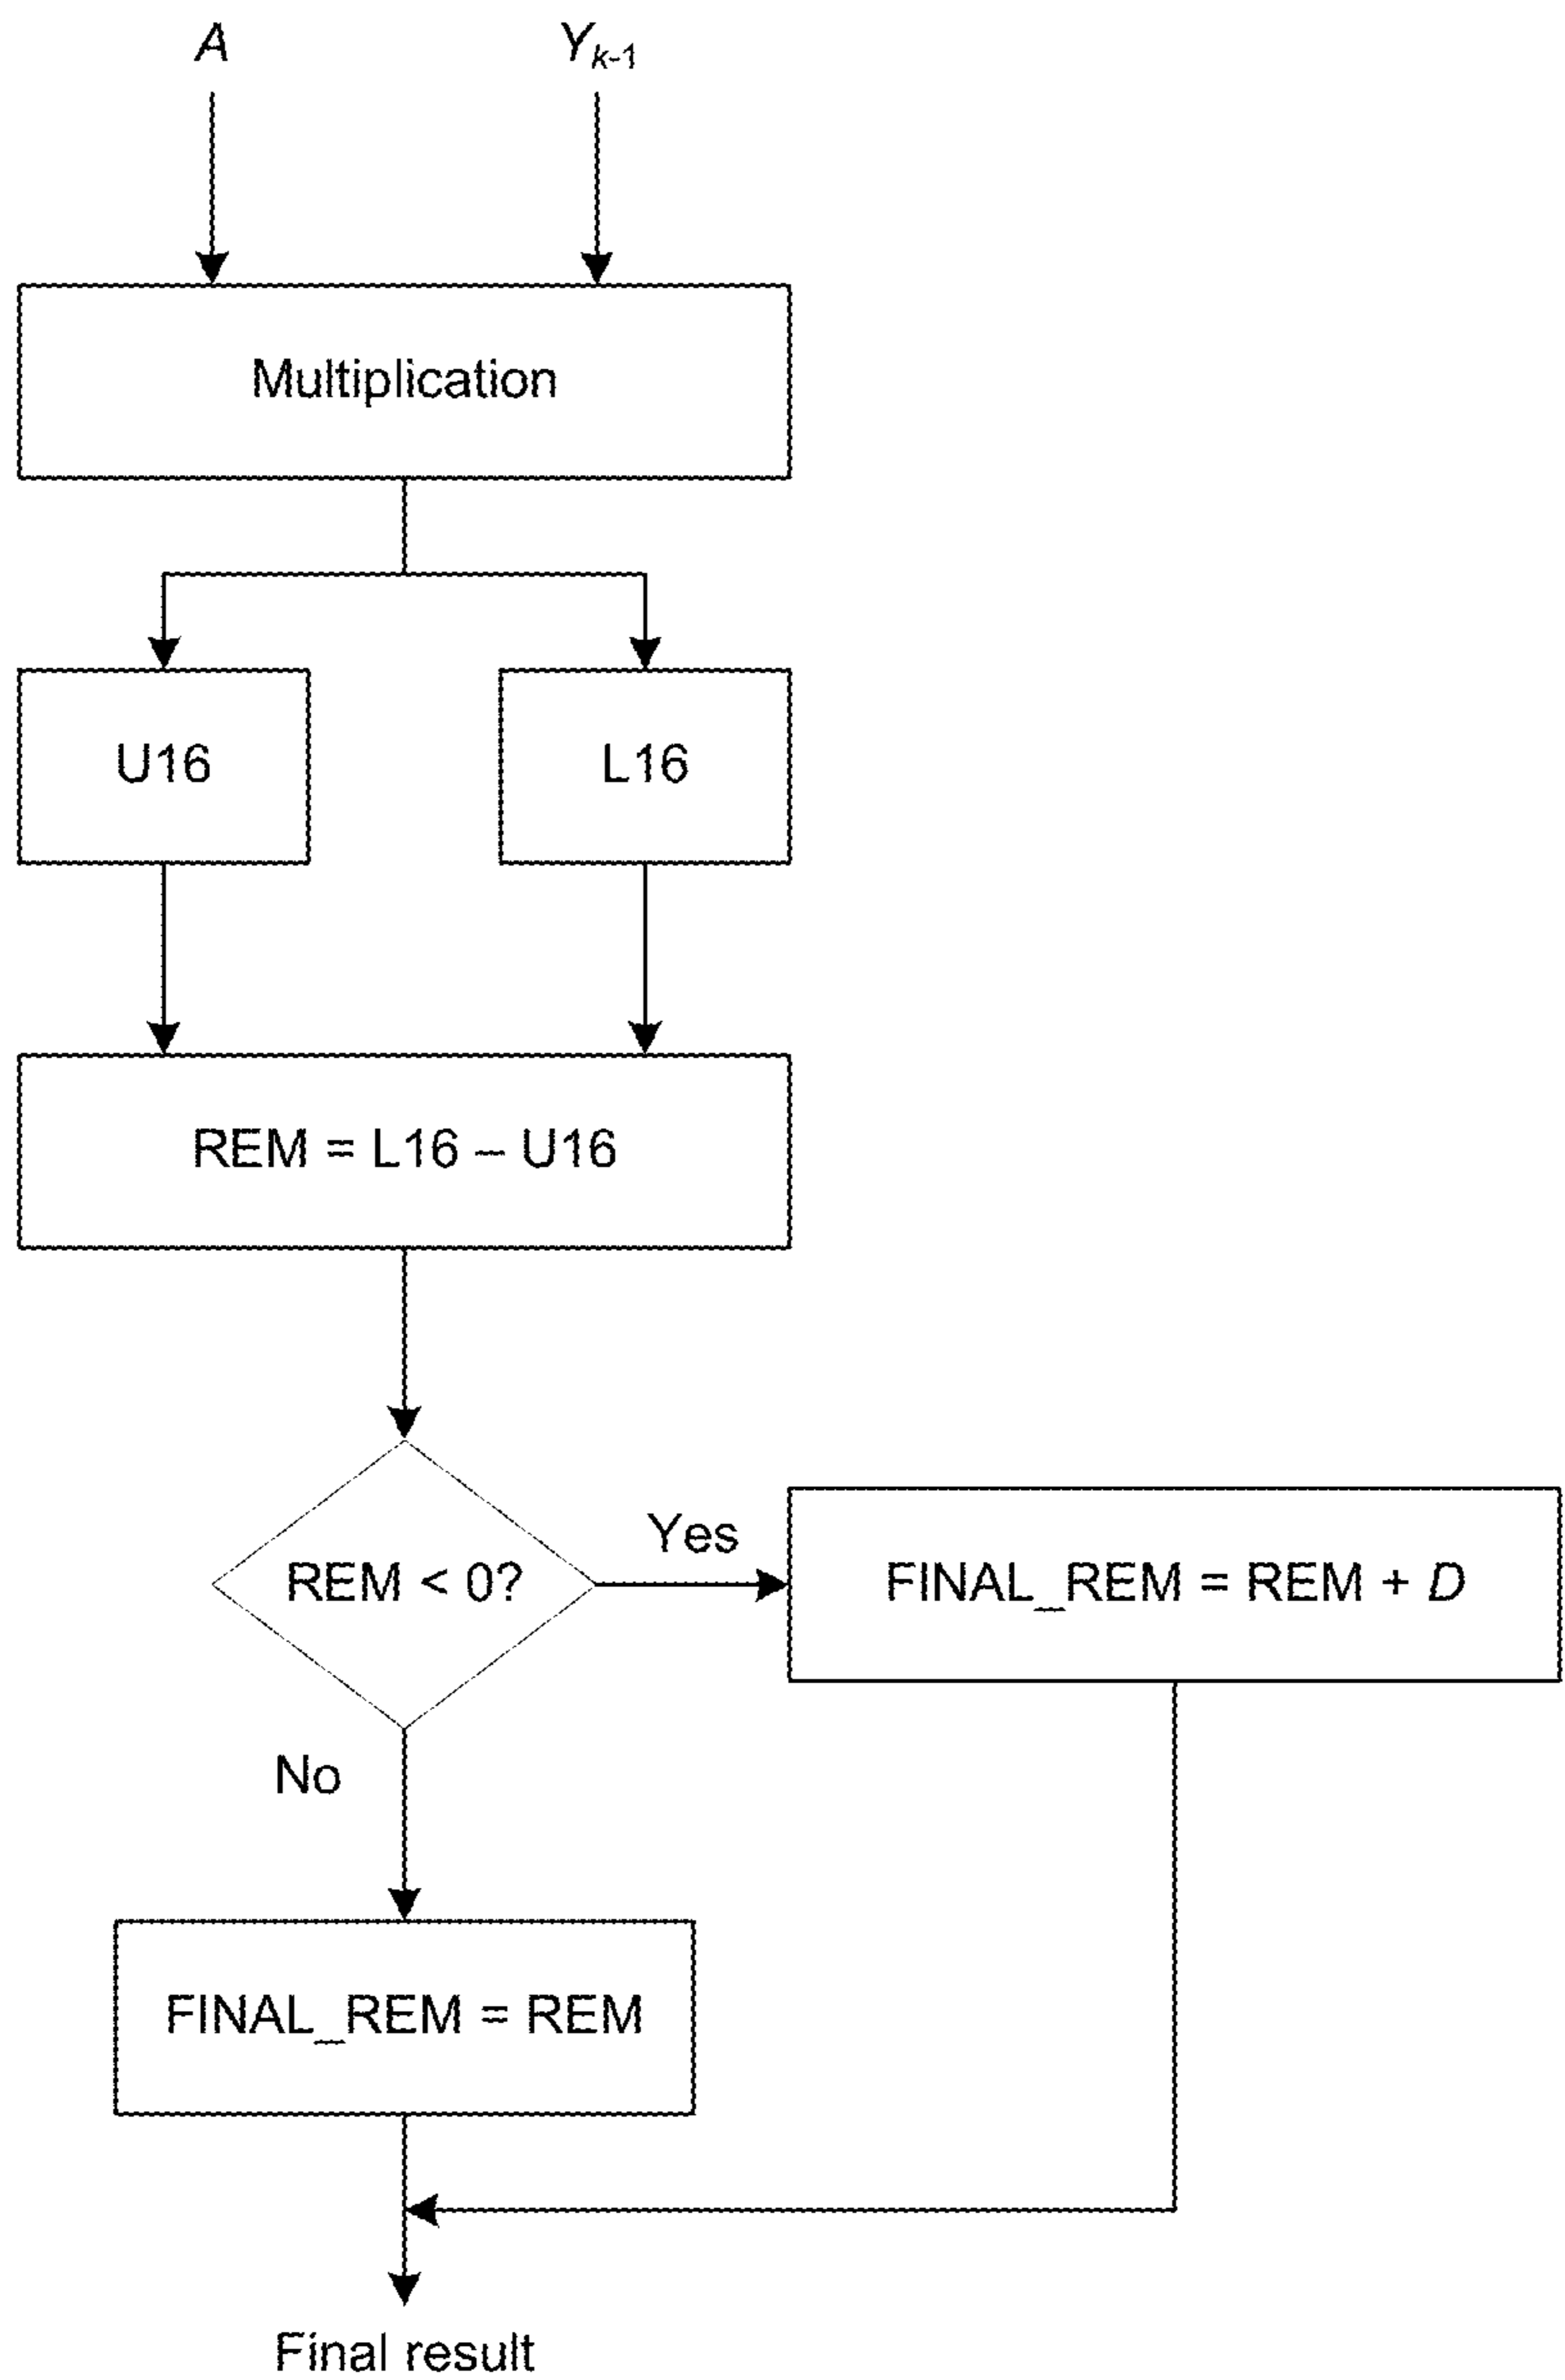 A
Yk-1
Multiplication
U16
L16
REM = L16 – U16
REM < 0?
Yes
FINAL_REM = REM + D
No
FINAL_REM = REM
Final result